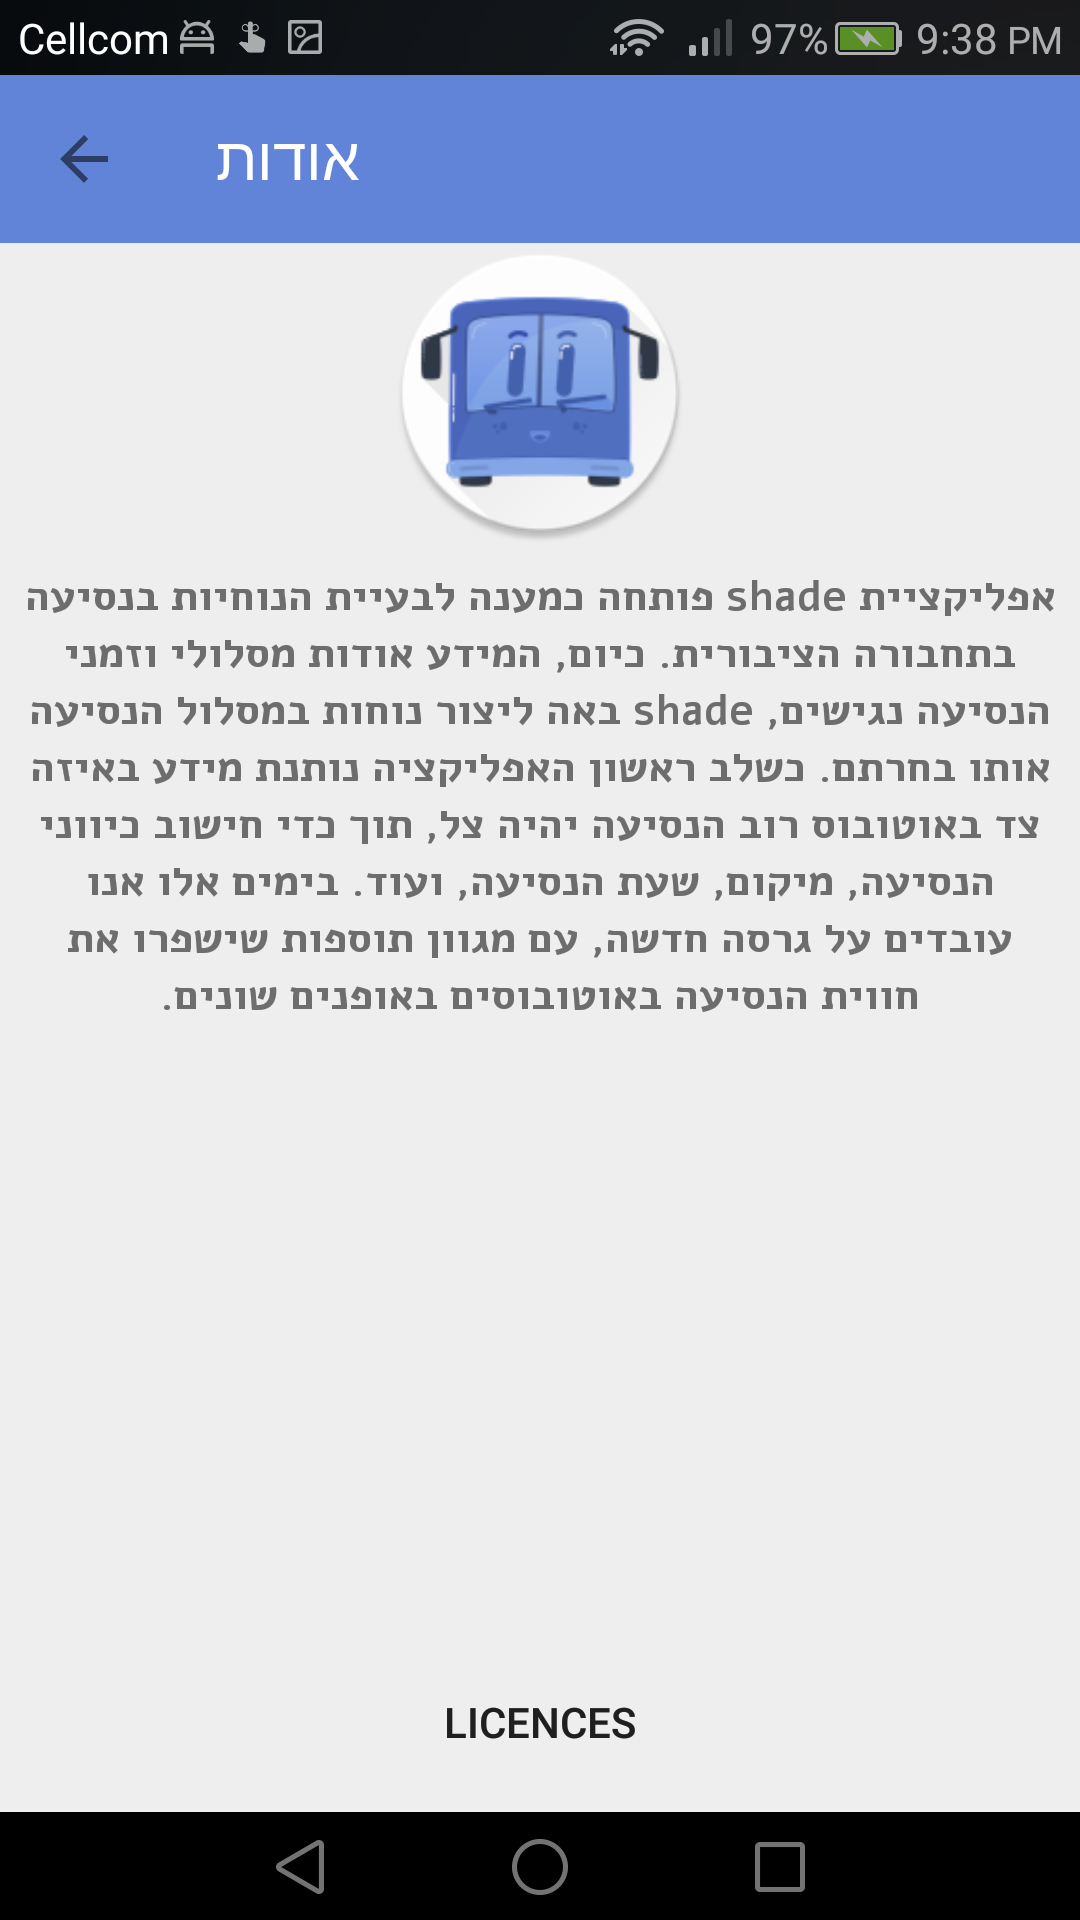 Cellcom 97% 9:38 PM
אודות
אפליקציית shade פותחה כמענה לבעיית הנוחיות בנסיעה
בתחבורה הציבורית. כיום, המידע אודות מסלולי וזמני
הנסיעה נגישים, shade באה ליצור נוחות במסלול הנסיעה
אותו בחרתם. כשלב ראשון האפליקציה נותנת מידע באיזה
צד באוטובוס רוב הנסיעה יהיה צל, תוך כדי חישוב כיווני
הנסיעה, מיקום, שעת הנסיעה, ועוד. בימים אלו אנו
עובדים על גרסה חדשה, עם מגוון תוספות שישפרו את
חווית הנסיעה באוטובוסים באופנים שונים.
LICENCES